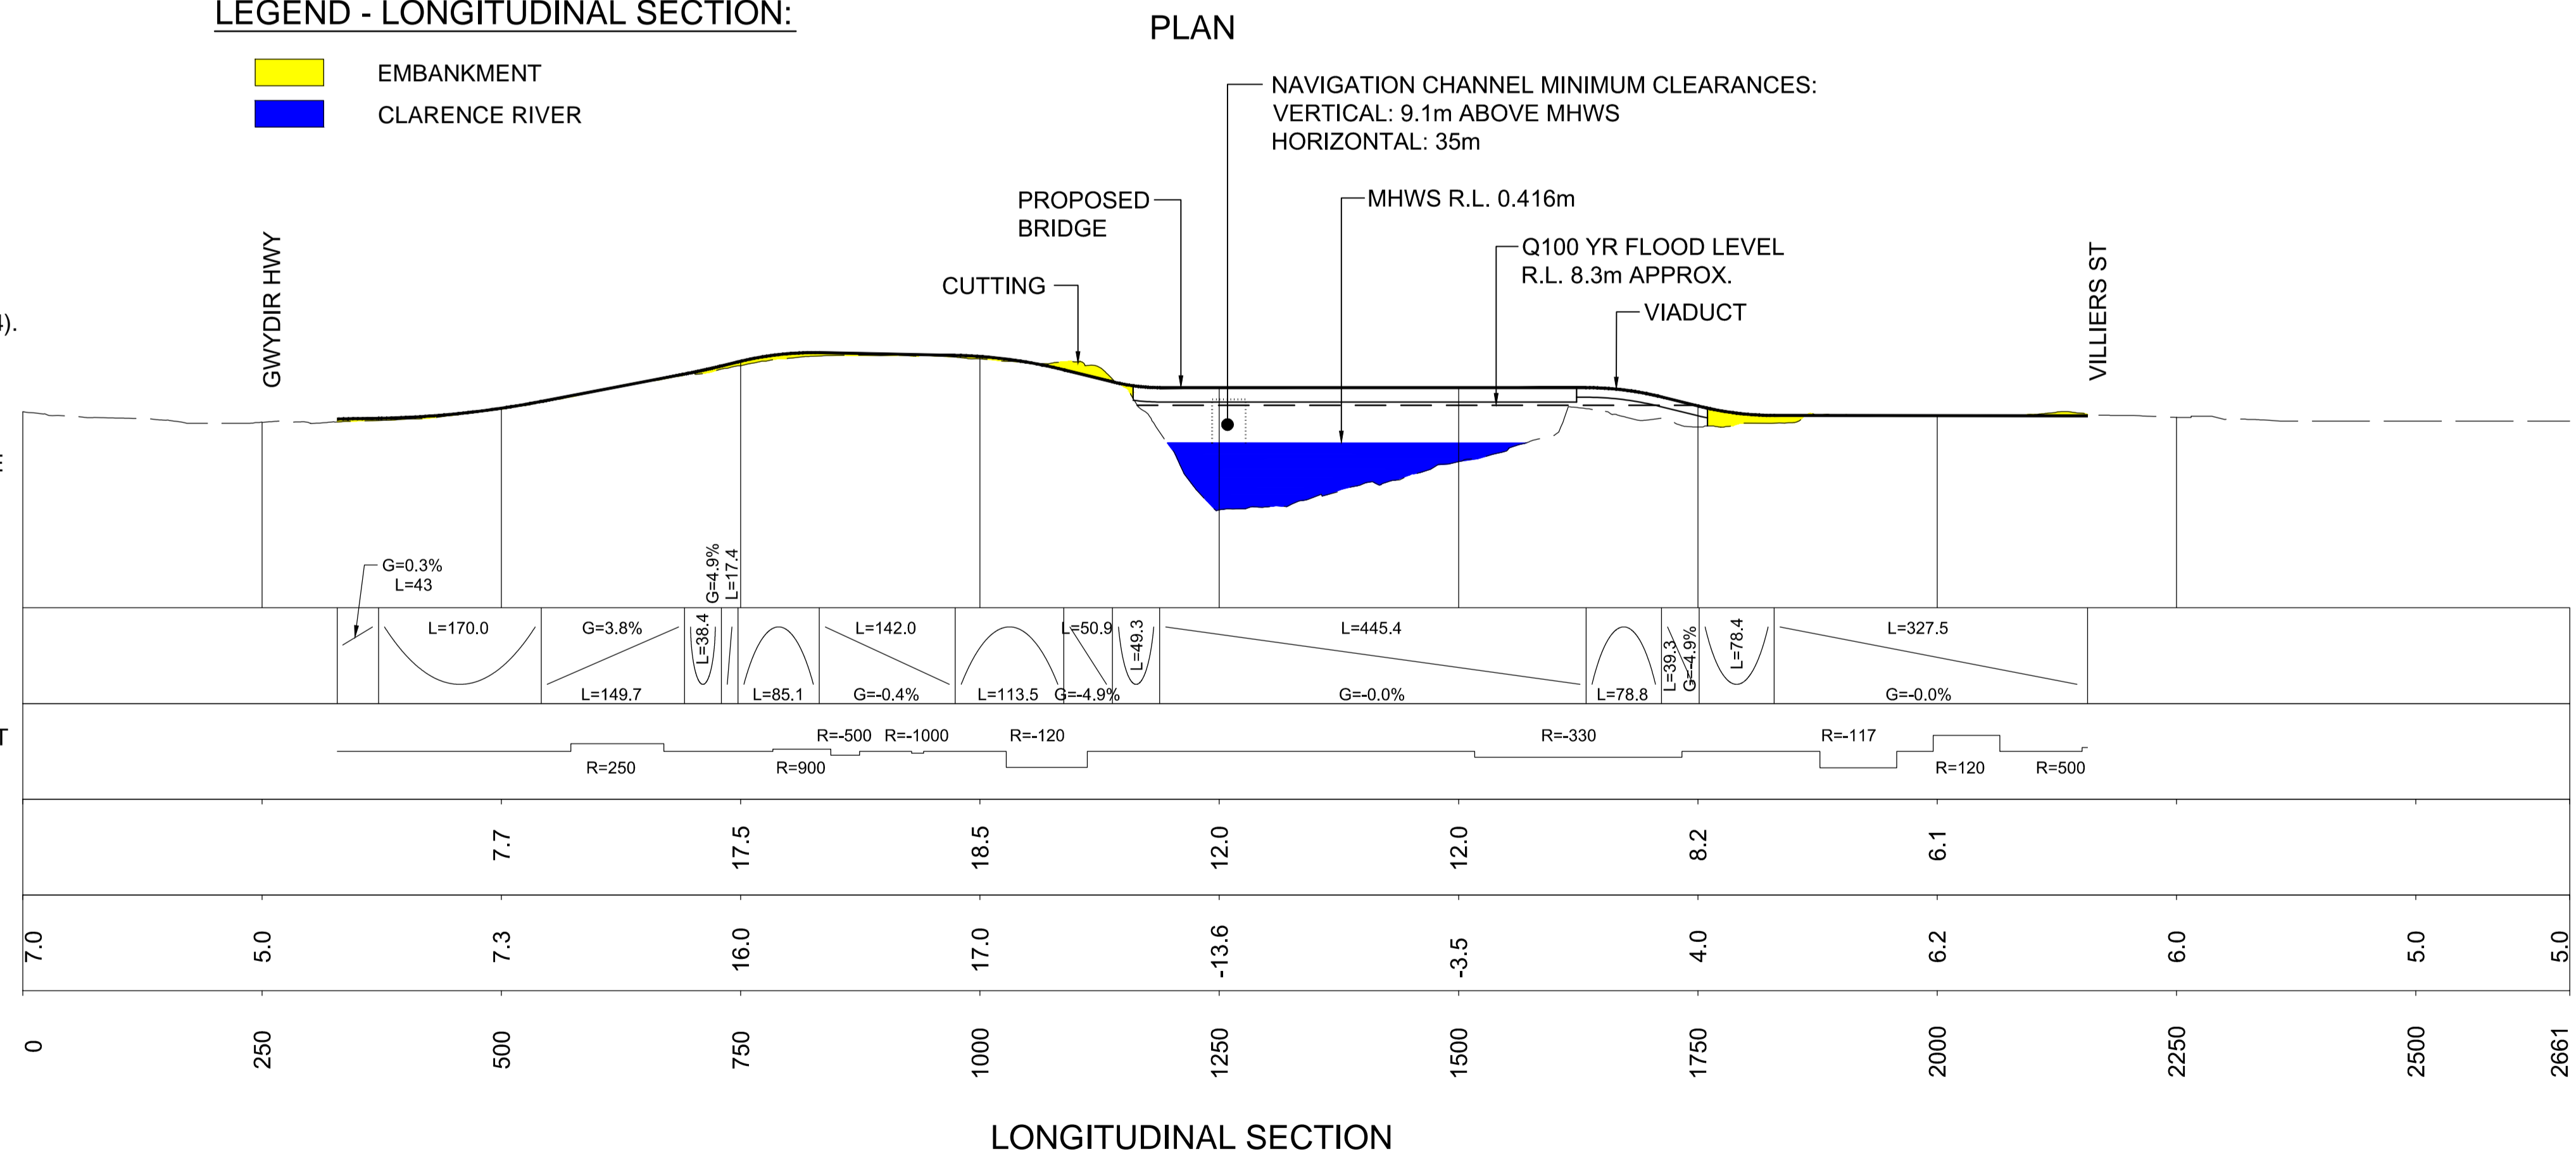 LEGEND - LONGITUDINAL SECTION:
EMBANKMENT
CLARENCE RIVER
PLAN
NAVIGATION CHANNEL MINIMUM CLEARANCES:
VERTICAL: 9.1m ABOVE MHWS
HORIZONTAL: 35m
PROPOSED
BRIDGE
MHWS R.L. 0.416m
Q100 YR FLOOD LEVEL
R.L. 8.3m APPROX.
CUTTING
VIADUCT
GWYDIR HWY
VILLIERS ST
G=0.3%
L=43
L=170.0
G=3.8%
L=149.7
L=38.4
G=4.9%
L=17.4
L=85.1
L=142.0
G=-0.4%
L=113.5
L=50.9
G=-4.9%
L=49.3
L=445.4
G=-0.0%
L=78.8
L=39.3
G=-4.9%
L=78.4
L=327.5
G=-0.0%
R=250
R=900
R=-500
R=-1000
R=-120
R=-330
R=-117
R=120
R=500
7.7 17.5 18.5 12.0 12.0 8.2 6.1
7.0 5.0 7.3 16.0 17.0 -13.6 -3.5 4.0 6.2 6.0 5.0 5.0
0 250 500 750 1000 1250 1500 1750 2000 2250 2500 2661
LONGITUDINAL SECTION